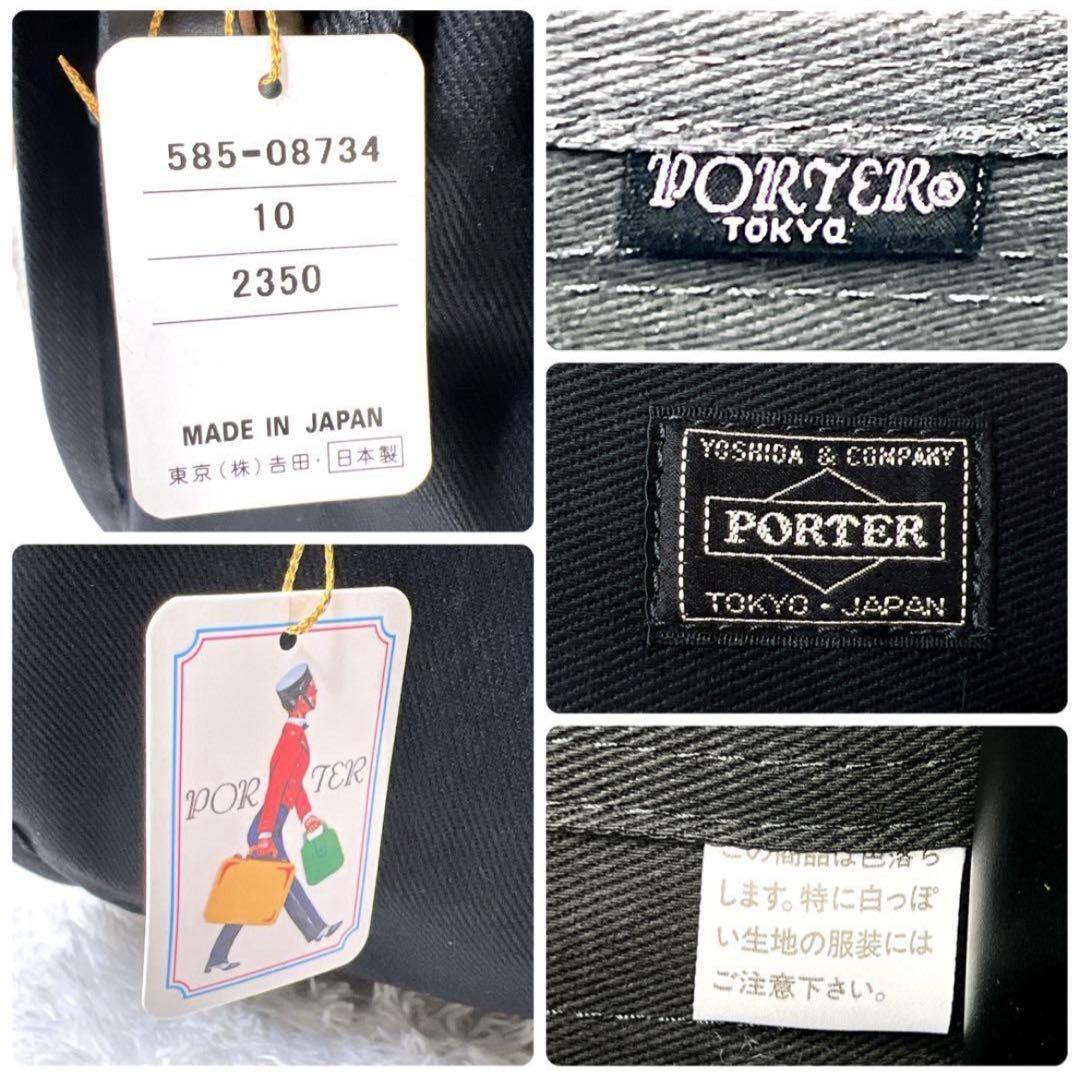 585-08734
10
2350
MADE IN JAPAN
東京(株)吉田・日本製
PORTER®
TOKYO
YOSHIDA & COMPANY
PORTER
TOKYO・JAPAN
PORTER
この商品は色落ち
します。特に白っぽ
い生地の服装には
ご注意下さい。